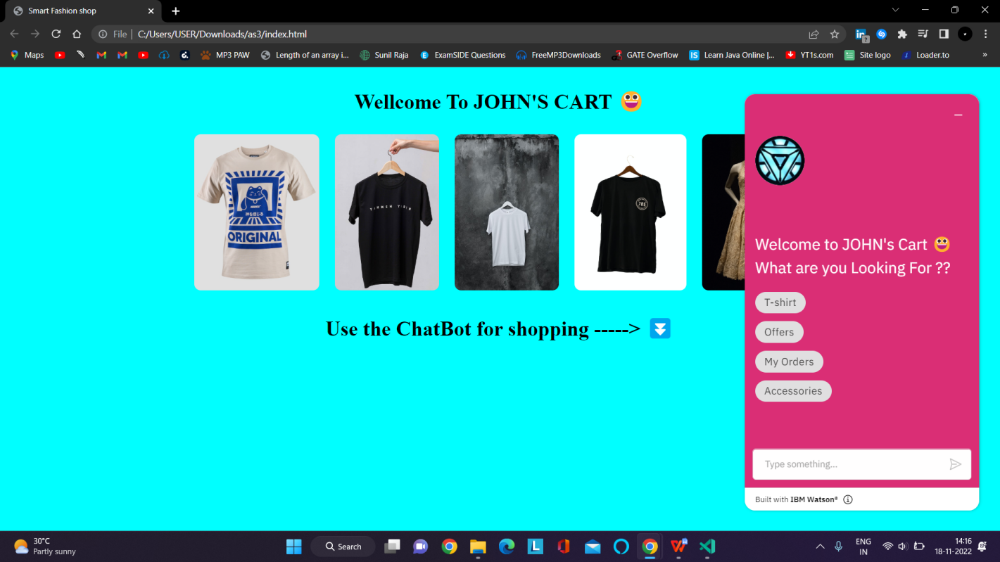 Smart Fashion shop
File | C:/Users/USER/Downloads/as3/index.html
Maps
MP3 PAW
Length of an array i...
Sunil Raja
ExamSIDE Questions
FreeMP3Downloads
GATE Overflow
Learn Java Online |...
YT1s.com
Site logo
Loader.to
»
Wellcome To JOHN'S CART 😀
ORIGINAL
Use the ChatBot for shopping -----> ⏬
Welcome to JOHN's Cart 😀
What are you Looking For ??
T-shirt
Offers
My Orders
Accessories
Type something...
Built with IBM Watson®
30°C
Partly sunny
Search
ENG
IN
14:16
18-11-2022